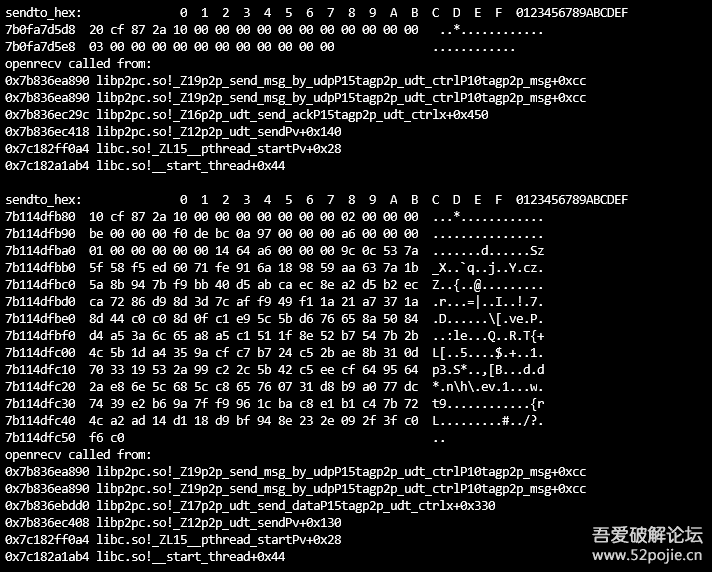 sendto_hex:            0  1  2  3  4  5  6  7  8  9  A  B  C  D  E  F  0123456789ABCDEF
7b0fa7d5d8  20 cf 87 2a 10 00 00 00 00 00 00 00 00 00 00 00   ..*............
7b0fa7d5e8  03 00 00 00 00 00 00 00 00 00 00 00              ............
openrecv called from:
0x7b836ea890 libp2pc.so!_Z19p2p_send_msg_by_udpP15tagp2p_udt_ctrlP10tagp2p_msg+0xcc
0x7b836ea890 libp2pc.so!_Z19p2p_send_msg_by_udpP15tagp2p_udt_ctrlP10tagp2p_msg+0xcc
0x7b836ec29c libp2pc.so!_Z16p2p_udt_send_ackP15tagp2p_udt_ctrlx+0x450
0x7b836ec418 libp2pc.so!_Z12p2p_udt_sendPv+0x140
0x7c182ff0a4 libc.so!_ZL15__pthread_startPv+0x28
0x7c182a1ab4 libc.so!__start_thread+0x44
sendto_hex:            0  1  2  3  4  5  6  7  8  9  A  B  C  D  E  F  0123456789ABCDEF
7b114dfb80  10 cf 87 2a 10 00 00 00 00 00 00 00 02 00 00 00  ...*............
7b114dfb90  be 00 00 00 f0 de bc 0a 97 00 00 00 a6 00 00 00  ................
7b114dfba0  01 00 00 00 00 00 14 64 a6 00 00 00 9c 0c 53 7a  .......d......Sz
7b114dfbb0  5f 58 f5 ed 60 71 fe 91 6a 18 98 59 aa 63 7a 1b  _X..`q..j..Y.cz.
7b114dfbc0  5a 8b 94 7b f9 bb 40 d5 ab ca ec 8e a2 d5 b2 ec  Z..{..@.........
7b114dfbd0  ca 72 86 d9 8d 3d 7c af f9 49 f1 1a 21 a7 37 1a  .r...=|..I..!.7.
7b114dfbe0  8d 44 c0 c0 8d 0f c1 e9 5c 5b d6 76 65 8a 50 84  .D......\[.ve.P.
7b114dfbf0  d4 a5 3a 6c 65 a8 a5 c1 51 1f 8e 52 b7 54 7b 2b  ..:le...Q..R.T{+
7b114dfc00  4c 5b 1d a4 35 9a cf c7 b7 24 c5 2b ae 8b 31 0d  L[..5....$.+..1.
7b114dfc10  70 33 19 53 2a 99 c2 2c 5b 42 c5 ee cf 64 95 64  p3.S*..,[B...d.d
7b114dfc20  2a e8 6e 5c 68 5c c8 65 76 07 31 d8 b9 a0 77 dc  *.n\h\.ev.1...w.
7b114dfc30  74 39 e2 b6 9a 7f f9 96 1c ba c8 e1 b1 c4 7b 72  t9............{r
7b114dfc40  4c a2 ad 14 d1 18 d9 bf 94 8e 23 2e 09 2f 3f c0  L.........#../?.
7b114dfc50  f6 c0                                            ..
openrecv called from:
0x7b836ea890 libp2pc.so!_Z19p2p_send_msg_by_udpP15tagp2p_udt_ctrlP10tagp2p_msg+0xcc
0x7b836ea890 libp2pc.so!_Z19p2p_send_msg_by_udpP15tagp2p_udt_ctrlP10tagp2p_msg+0xcc
0x7b836ebdd0 libp2pc.so!_Z17p2p_udt_send_dataP15tagp2p_udt_ctrlx+0x330
0x7b836ec408 libp2pc.so!_Z12p2p_udt_sendPv+0x130
0x7c182ff0a4 libc.so!_ZL15__pthread_startPv+0x28
0x7c182a1ab4 libc.so!__start_thread+0x44
吾爱破解论坛
www.52pojie.cn